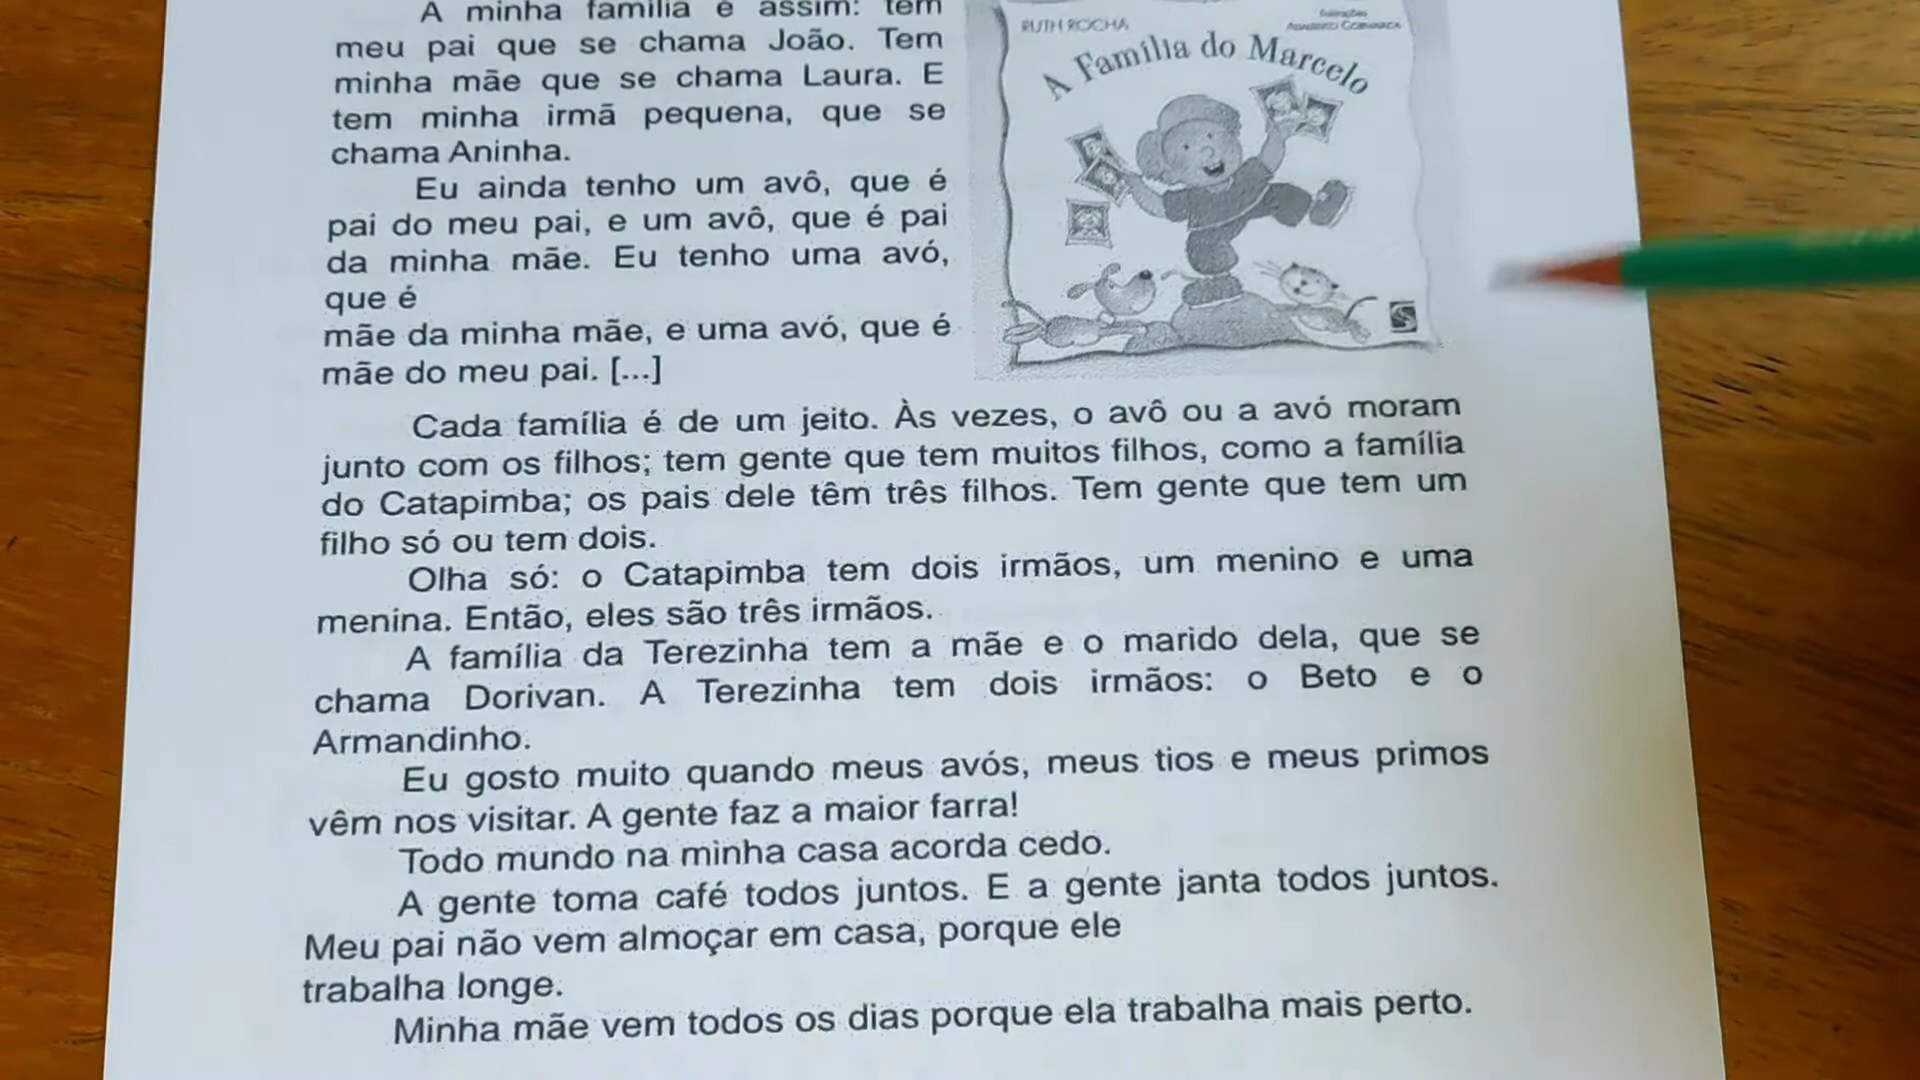 A minha família é assim: tem
meu pai que se chama João. Tem
minha mãe que se chama Laura. E
tem minha irmã pequena, que se
chama Aninha.
Eu ainda tenho um avô, que é
pai do meu pai, e um avô, que é pai
da minha mãe. Eu tenho uma avó,
que é
mãe da minha mãe, e uma avó, que é
mãe do meu pai. [...]
RUTH ROCHA
A Família do Marcelo
Cada família é de um jeito. Às vezes, o avô ou a avó moram
junto com os filhos; tem gente que tem muitos filhos, como a família
do Catapimba; os pais dele têm três filhos. Tem gente que tem um
filho só ou tem dois.
Olha só: o Catapimba tem dois irmãos, um menino e uma
menina. Então, eles são três irmãos.
A família da Terezinha tem a mãe e o marido dela, que se
chama Dorivan. A Terezinha tem dois irmãos: o Beto e o
Armandinho.
Eu gosto muito quando meus avós, meus tios e meus primos
vêm nos visitar. A gente faz a maior farra!
Todo mundo na minha casa acorda cedo.
A gente toma café todos juntos. E a gente janta todos juntos.
Meu pai não vem almoçar em casa, porque ele
trabalha longe.
Minha mãe vem todos os dias porque ela trabalha mais perto.